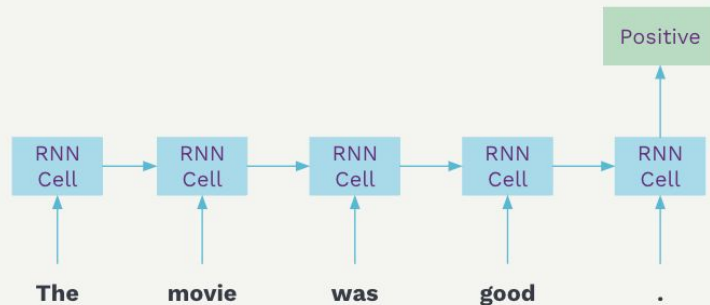 Positive
RNN
Cell
RNN
Cell
RNN
Cell
RNN
Cell
RNN
Cell
The movie was good .